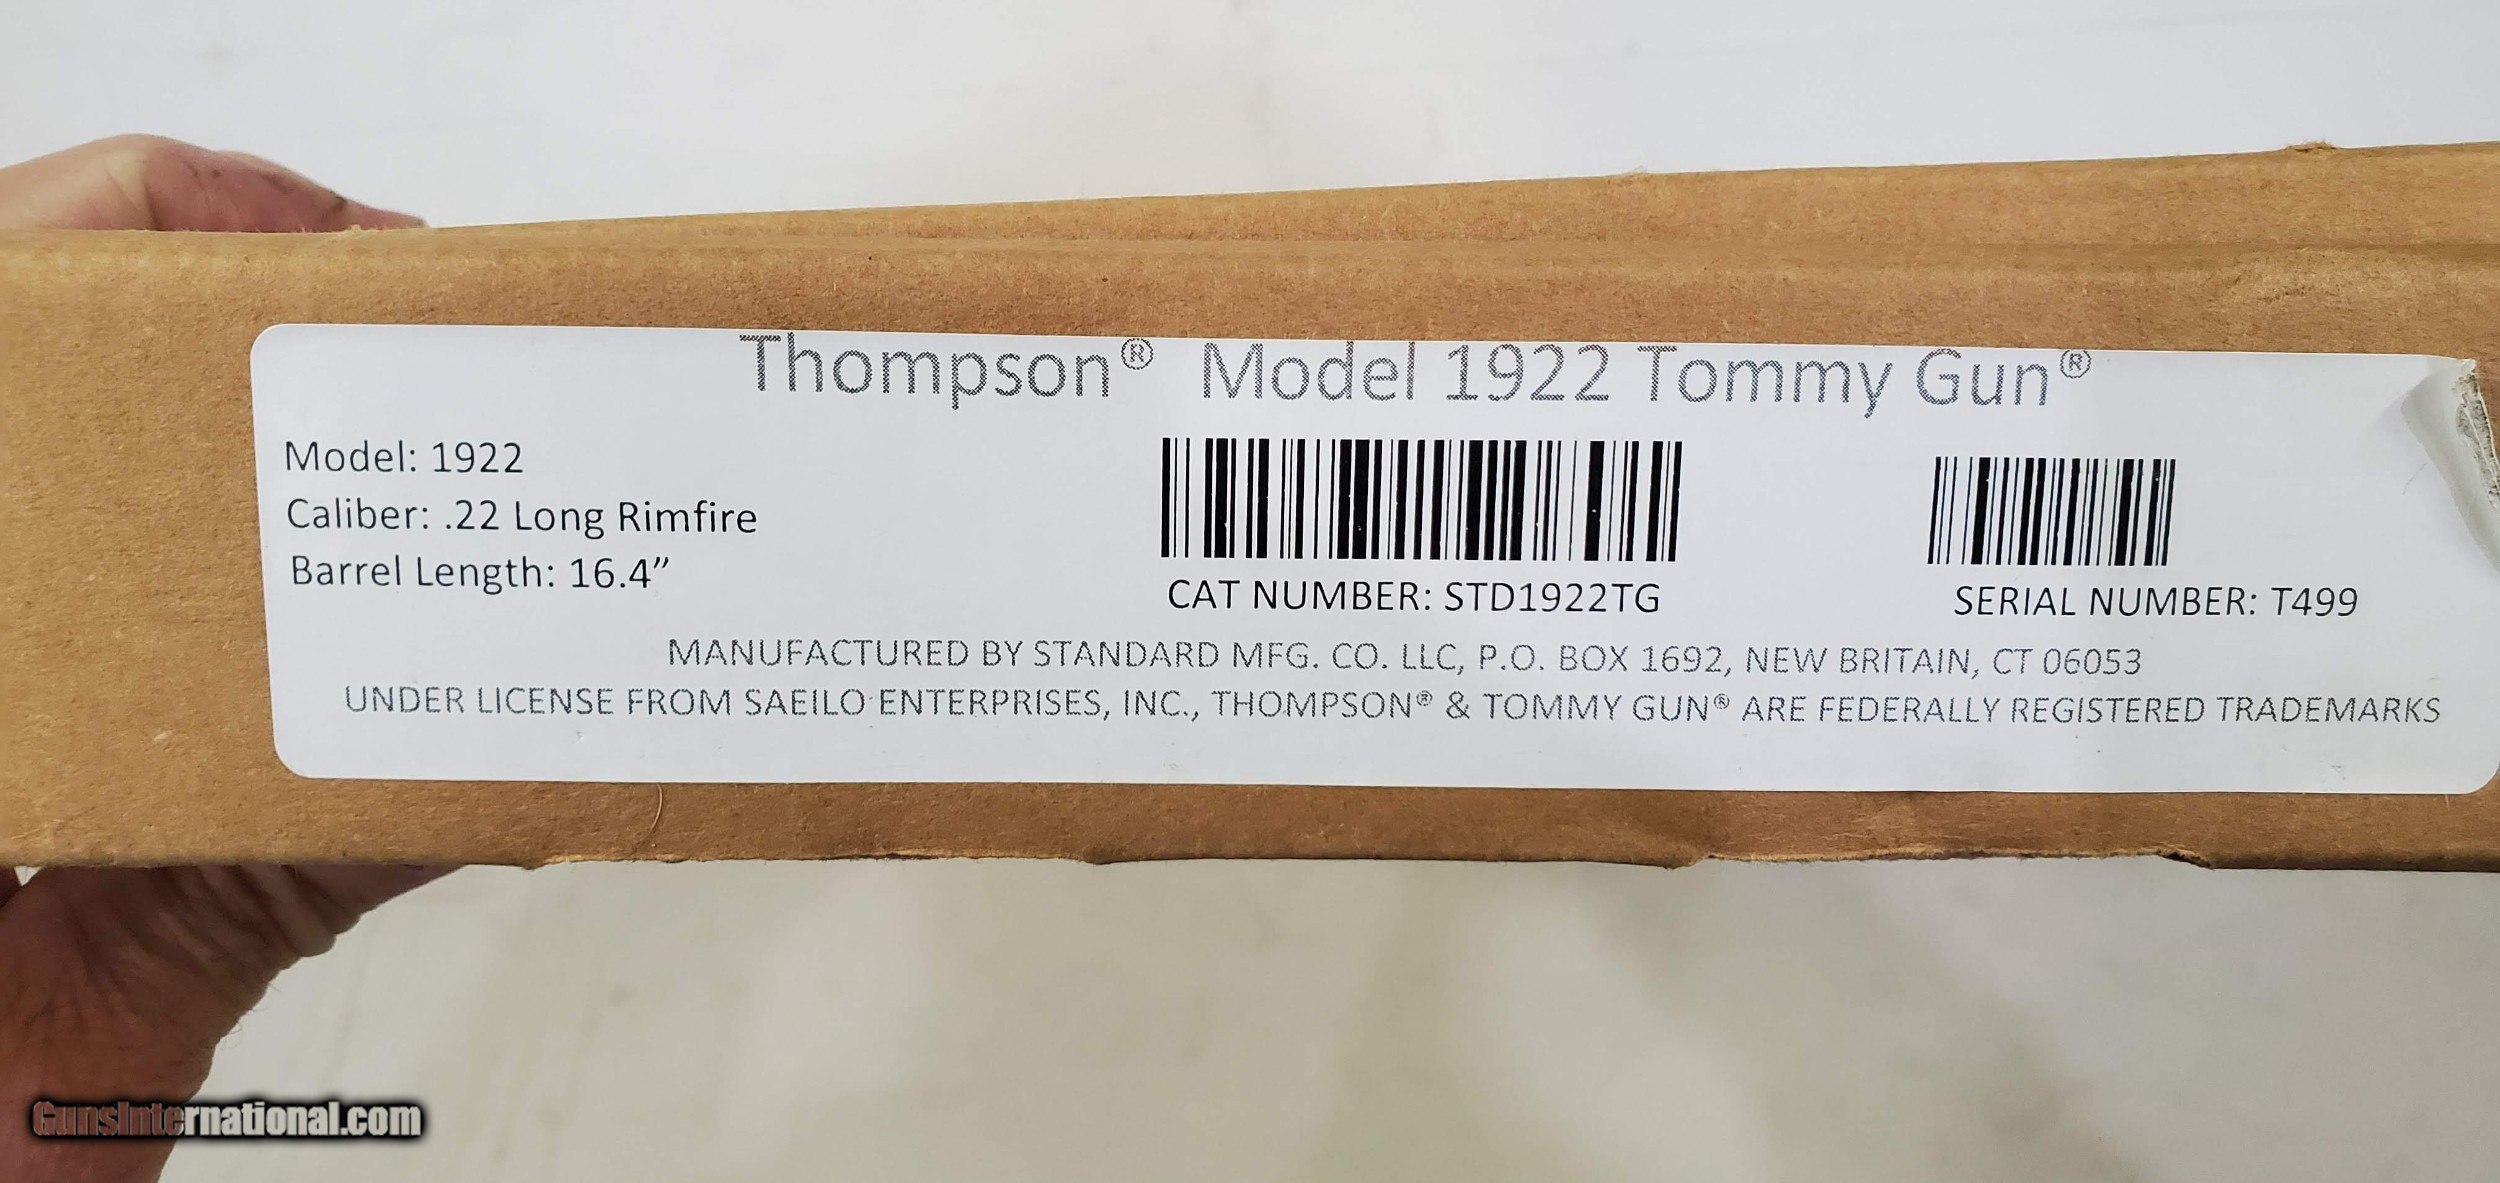 Thompson® Model 1922 Tommy Gun®
Model: 1922
Caliber: .22 Long Rimfire
Barrel Length: 16.4”
CAT NUMBER: STD1922TG
SERIAL NUMBER: T499
MANUFACTURED BY STANDARD MFG. CO. LLC, P.O. BOX 1692, NEW BRITAIN, CT 06053
UNDER LICENSE FROM SAEILO ENTERPRISES, INC., THOMPSON® & TOMMY GUN® ARE FEDERALLY REGISTERED TRADEMARKS
GunsInternational.com